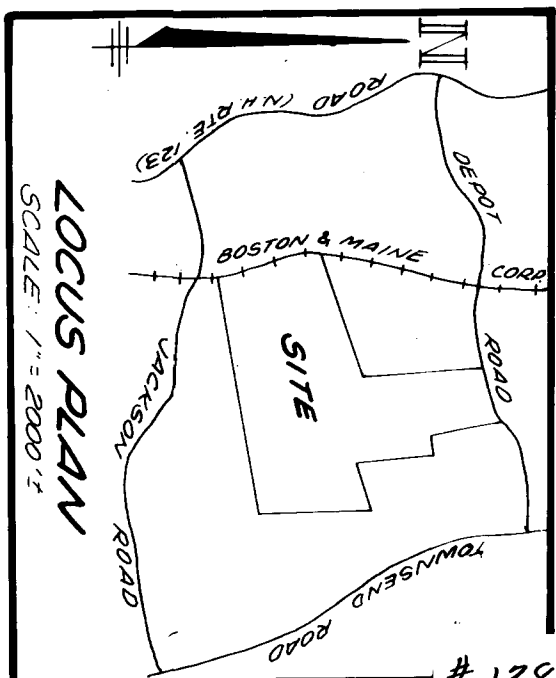 N
(N.H. RTE. 123) ROAD
DEPOT ROAD
BOSTON & MAINE CORP.
SITE
JACKSON ROAD
TOWNSEND ROAD
LOCUS PLAN
SCALE: 1"=2000'±
#